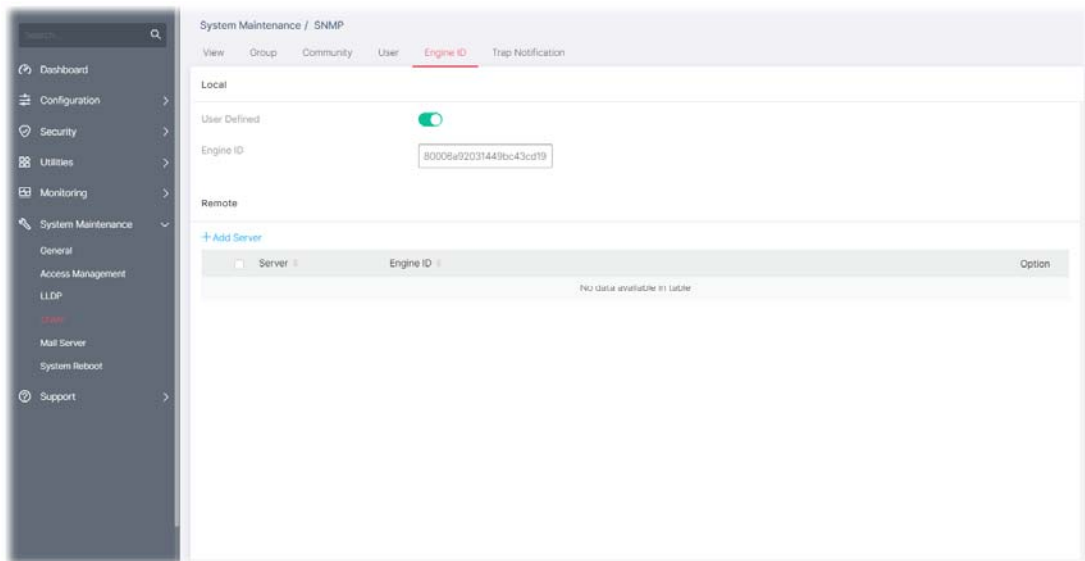 Search...
Dashboard
Configuration
Security
Utilities
Monitoring
System Maintenance
General
Access Management
LLDP
SNMP
Mail Server
System Reboot
Support
System Maintenance / SNMP
View Group Community User Engine ID Trap Notification
Local
User Defined
Engine ID
80006a92031449bc43cd19
Remote
+ Add Server
Server Engine ID Option
No data available in table